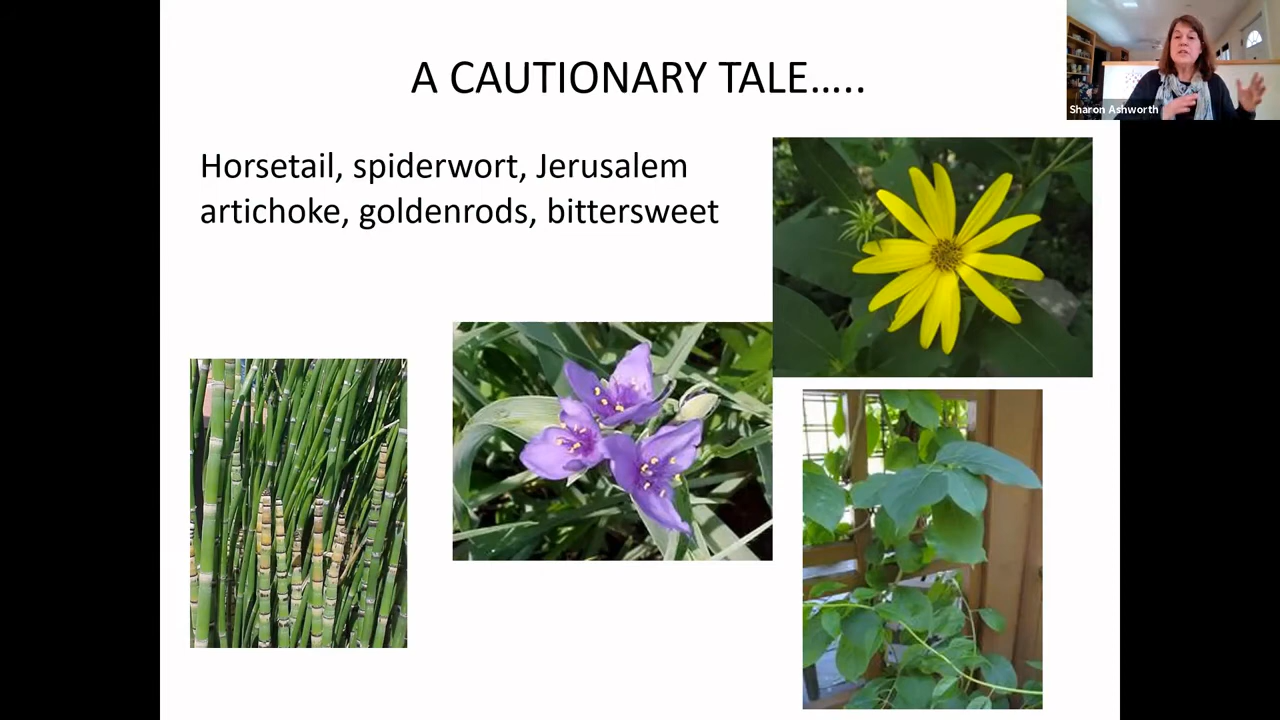 A CAUTIONARY TALE.....
Sharon Ashworth
Horsetail, spiderwort, Jerusalem
artichoke, goldenrods, bittersweet